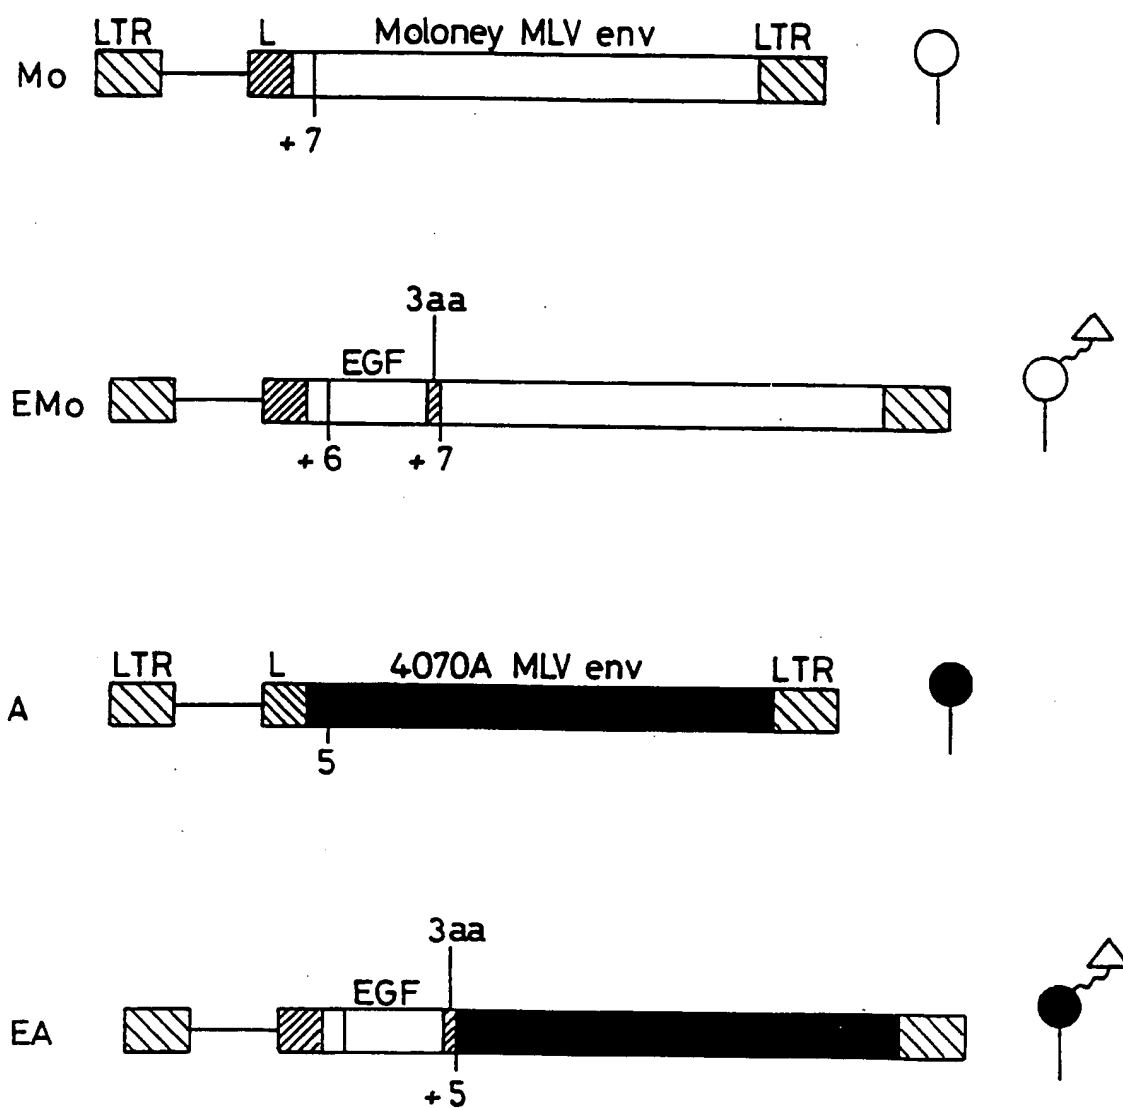 LTR L Moloney MLV env LTR
Mo
+7
3aa
EGF
EMo
+6 +7
LTR L 4070A MLV env LTR
A
5
3aa
EGF
EA
+5